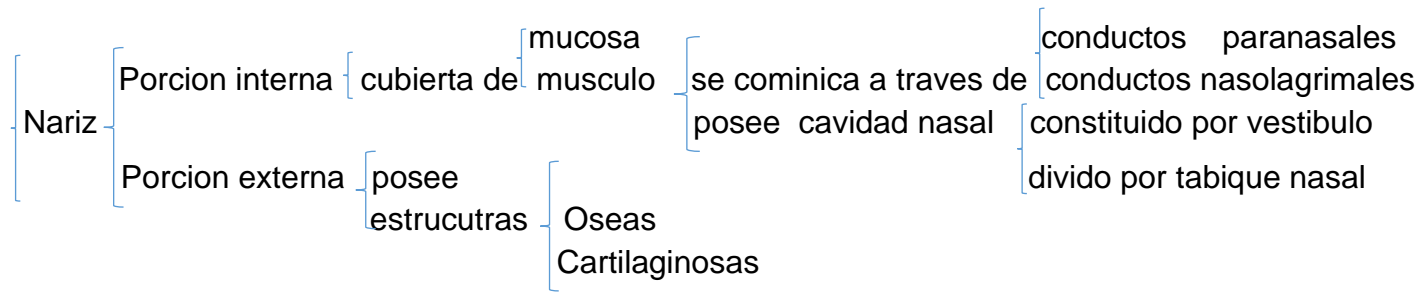 mucosa conductos paranasales
Porcion interna cubierta de musculo se cominica a traves de conductos nasolagrimales
Nariz posee cavidad nasal constituido por vestibulo
Porcion externa posee divido por tabique nasal
estrucutras Oseas
Cartilaginosas